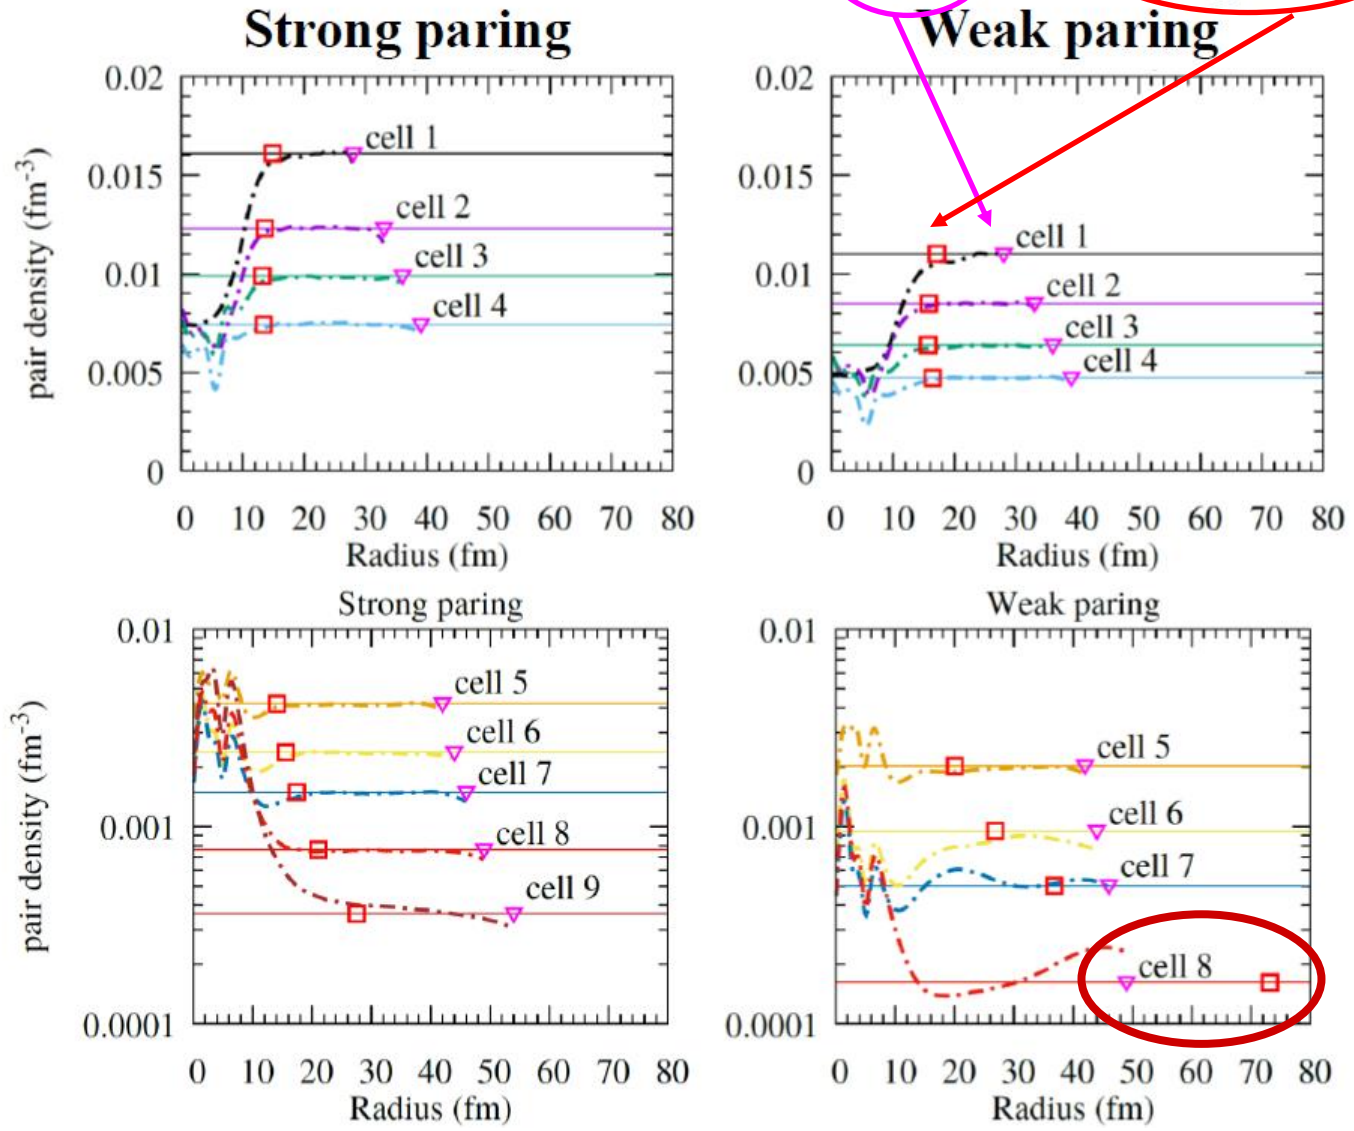 Strong paring
Weak paring
0.02
0.015
0.01
0.005
0
pair density (fm⁻³)
cell 1
cell 2
cell 3
cell 4
0 10 20 30 40 50 60 70 80
Radius (fm)
0.02
0.015
0.01
0.005
0
cell 1
cell 2
cell 3
cell 4
0 10 20 30 40 50 60 70 80
Radius (fm)
Strong paring
0.01
0.001
0.0001
pair density (fm⁻³)
cell 5
cell 6
cell 7
cell 8
cell 9
0 10 20 30 40 50 60 70 80
Radius (fm)
Weak paring
0.01
0.001
0.0001
cell 5
cell 6
cell 7
cell 8
0 10 20 30 40 50 60 70 80
Radius (fm)